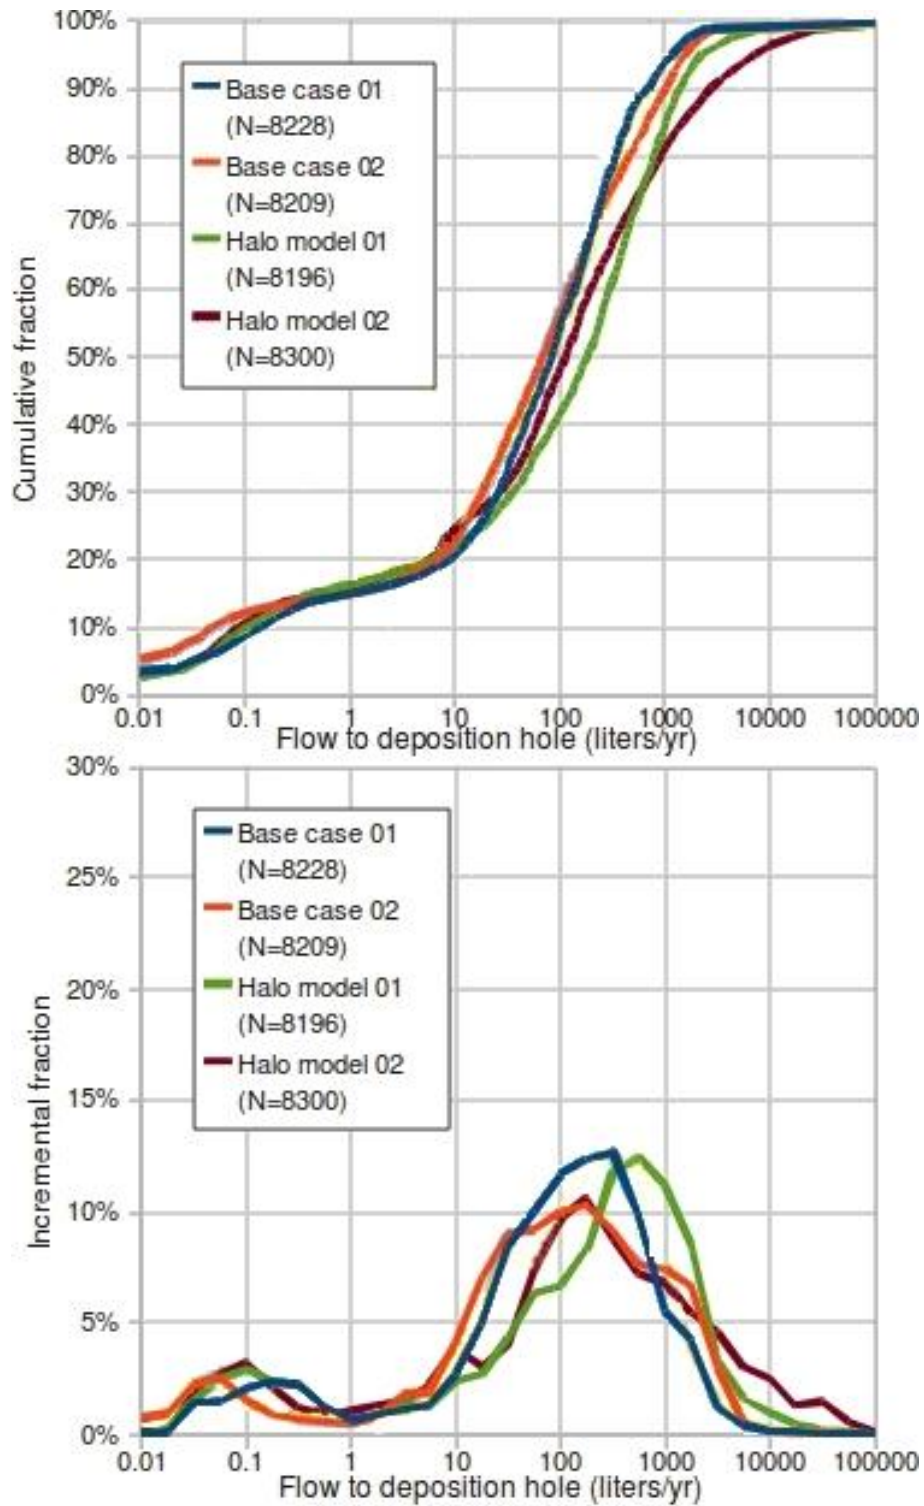 100%
90%
80%
70%
60%
50%
40%
30%
20%
10%
0%
Cumulative fraction
Base case 01
(N=8228)
Base case 02
(N=8209)
Halo model 01
(N=8196)
Halo model 02
(N=8300)
0.01 0.1 1 10 100 1000 10000 100000
Flow to deposition hole (liters/yr)
30%
25%
20%
15%
10%
5%
0%
Incremental fraction
Base case 01
(N=8228)
Base case 02
(N=8209)
Halo model 01
(N=8196)
Halo model 02
(N=8300)
0.01 0.1 1 10 100 1000 10000 100000
Flow to deposition hole (liters/yr)